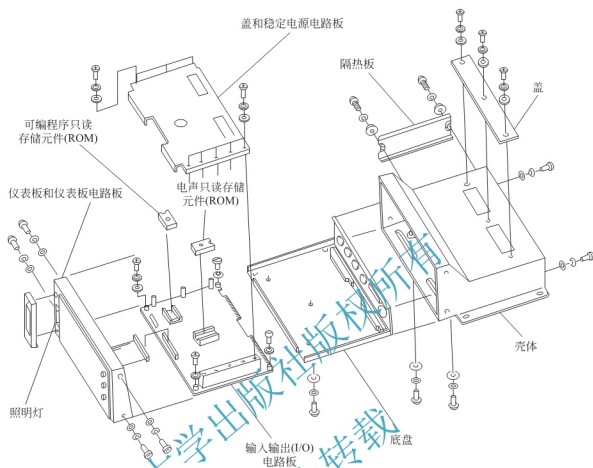 盖和稳定电源电路板
隔热板
盖
可编程序只读
存储元件(ROM)
电声只读存储
元件(ROM)
仪表板和仪表板电路板
壳体
照明灯
底盘
输入输出(I/O)
电路板
学出版社版权所有
转载